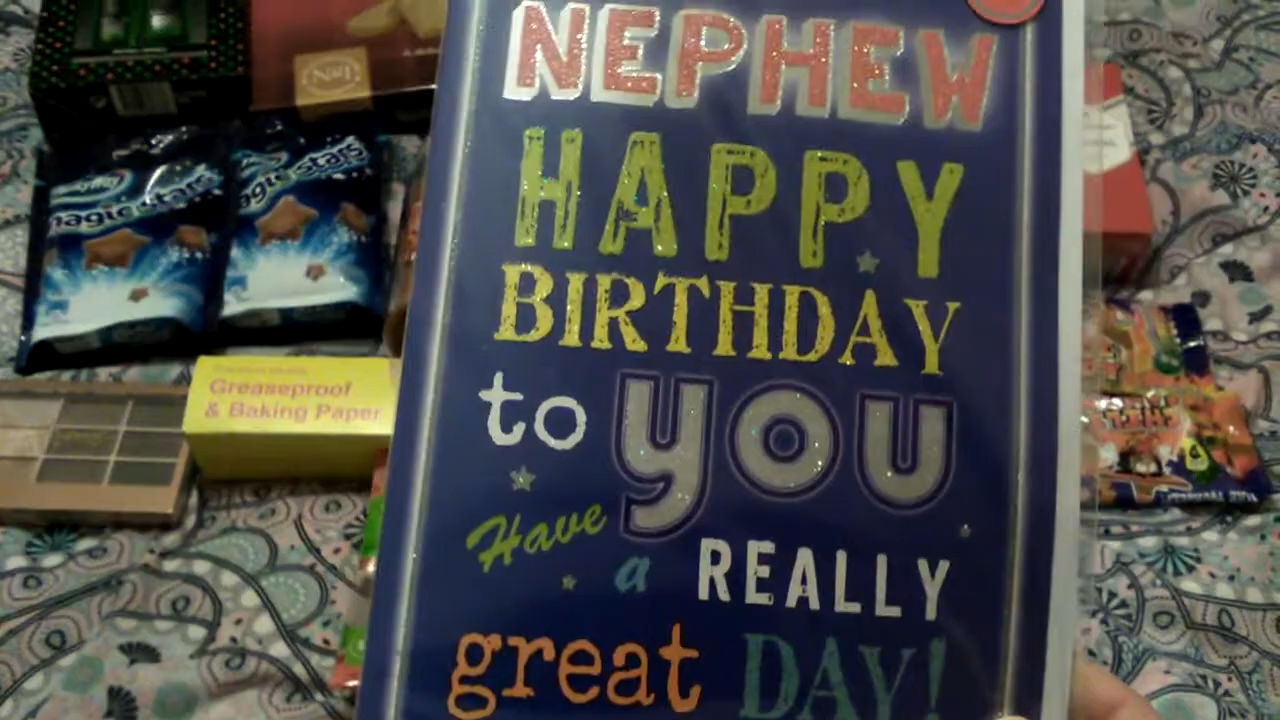 NEPHEW
HAPPY
BIRTHDAY
to you
Have
a REALLY
great DAY!
magic stars
magic stars
Greaseproof
& Baking Paper